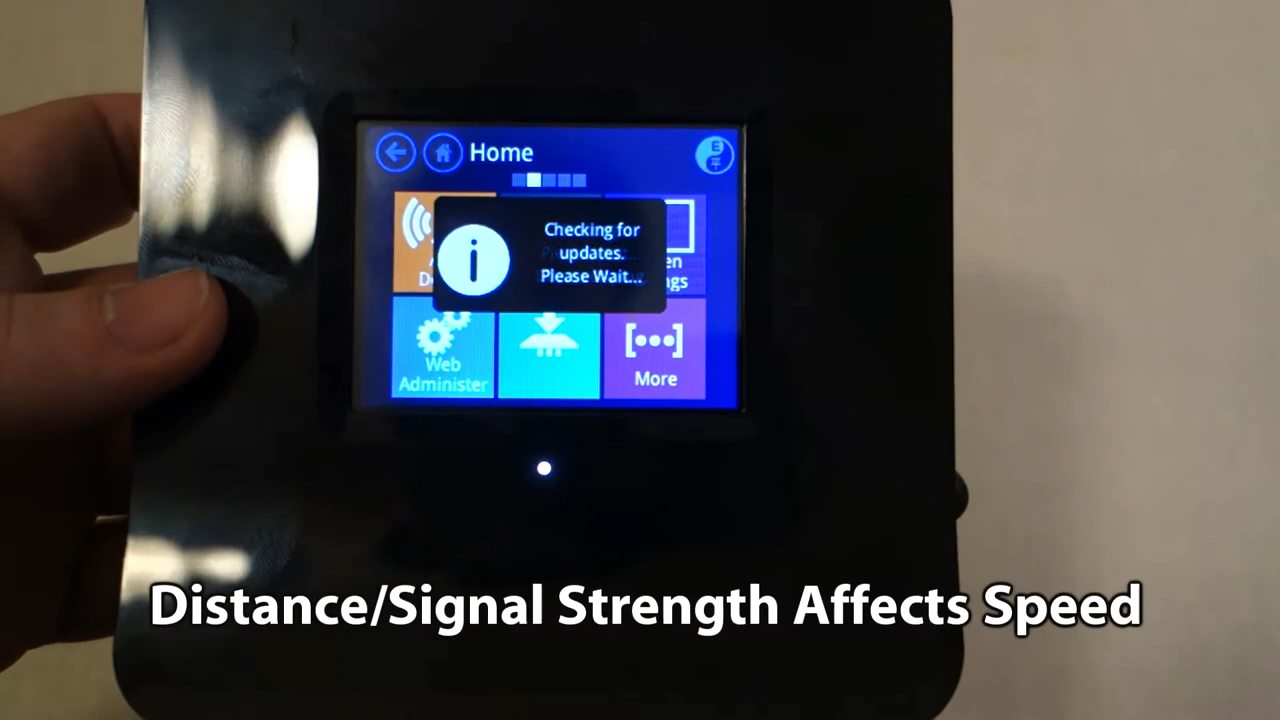 Home
Checking for
updates.
Please Wait...
Web
Administer
More
Distance/Signal Strength Affects Speed